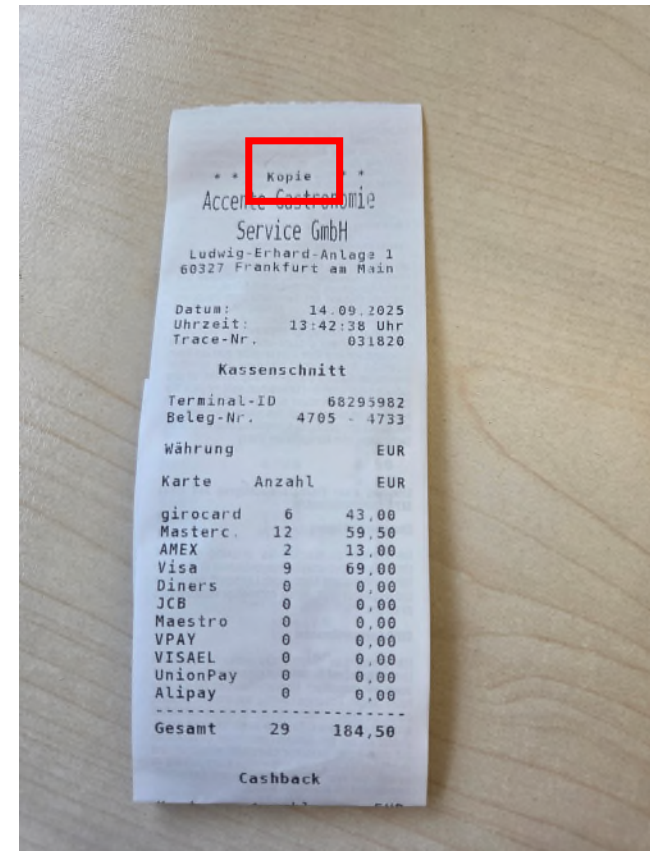 * * Kopie * *
Accente Gastronomie
Service GmbH
Ludwig-Erhard-Anlage 1
60327 Frankfurt am Main
Datum: 14.09.2025
Uhrzeit: 13:42:38 Uhr
Trace-Nr. 031820
Kassenschnitt
Terminal-ID 68295982
Beleg-Nr. 4705 - 4733
Währung EUR
Karte Anzahl EUR
girocard 6 43,00
Masterc. 12 59,50
AMEX 2 13,00
Visa 9 69,00
Diners 0 0,00
JCB 0 0,00
Maestro 0 0,00
VPAY 0 0,00
VISAEL 0 0,00
UnionPay 0 0,00
Alipay 0 0,00
Gesamt 29 184,50
Cashback